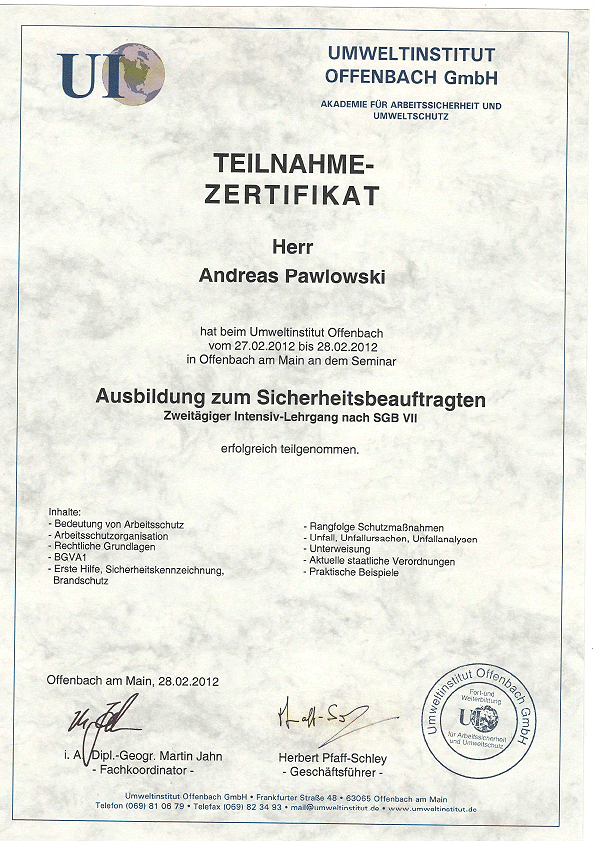 UI
UMWELTINSTITUT
OFFENBACH GmbH
AKADEMIE FÜR ARBEITSSICHERHEIT UND
UMWELTSCHUTZ
TEILNAHME-
ZERTIFIKAT
Herr
Andreas Pawlowski
hat beim Umweltinstitut Offenbach
vom 27.02.2012 bis 28.02.2012
in Offenbach am Main an dem Seminar
Ausbildung zum Sicherheitsbeauftragten
Zweitägiger Intensiv-Lehrgang nach SGB VII
erfolgreich teilgenommen.
Inhalte:
- Bedeutung von Arbeitsschutz
- Arbeitsschutzorganisation
- Rechtliche Grundlagen
- BGVA1
- Erste Hilfe, Sicherheitskennzeichnung,
Brandschutz
- Rangfolge Schutzmaßnahmen
- Unfall, Unfallursachen, Unfallanalysen
- Unterweisung
- Aktuelle staatliche Verordnungen
- Praktische Beispiele
Offenbach am Main, 28.02.2012
i. A. Dipl.-Geogr. Martin Jahn
- Fachkoordinator -
Herbert Pfaff-Schley
- Geschäftsführer -
Umweltinstitut Offenbach GmbH
Fort-und
Weiterbildung
UI
für Arbeitssicherheit
und Umweltschutz
Umweltinstitut Offenbach GmbH • Frankfurter Straße 48 • 63065 Offenbach am Main
Telefon (069) 81 06 79 • Telefax (069) 82 34 93 • mail@umweltinstitut.de • www.umweltinstitut.de